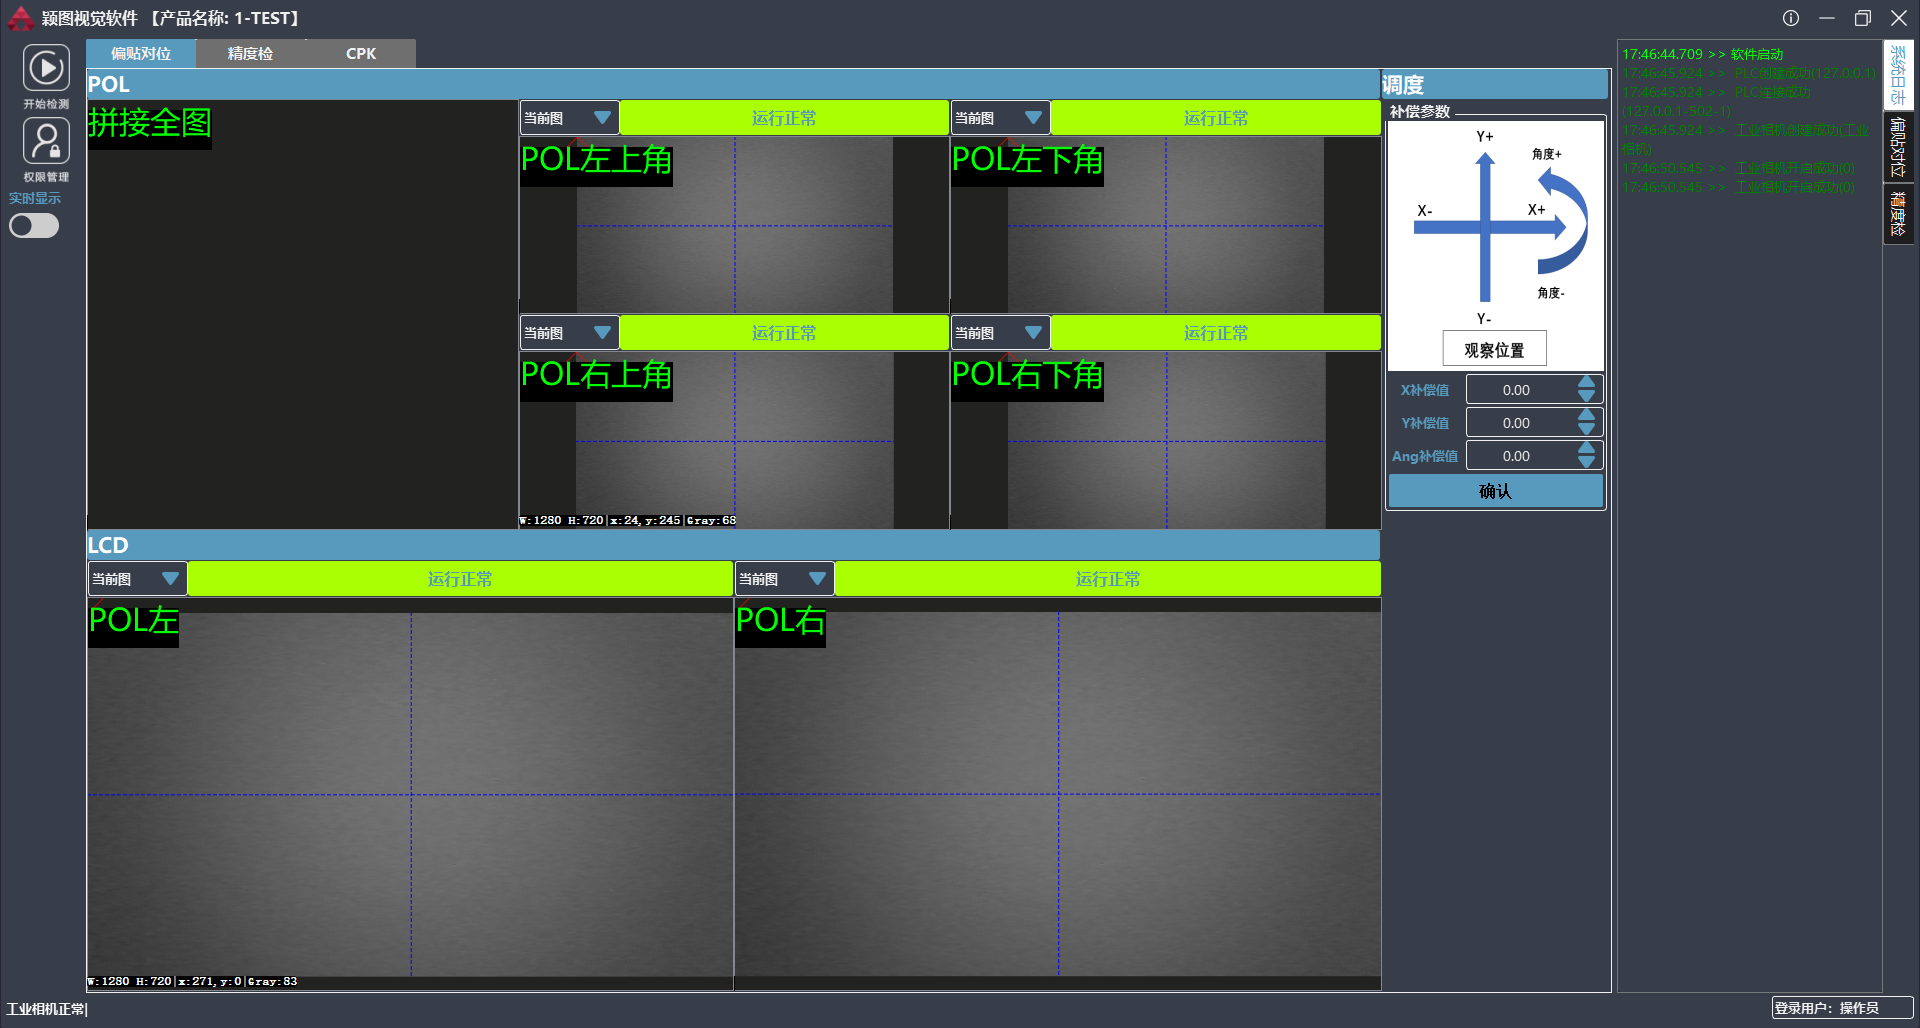 颖图视觉软件 【产品名称: 1-TEST】
开始检测
权限管理
实时显示
偏贴对位
精度检
CPK
POL
拼接全图
当前图
运行正常
当前图
运行正常
POL左上角
POL左下角
当前图
运行正常
当前图
运行正常
POL右上角
POL右下角
W:1280 H:720|x:24,y:245|Gray:68
LCD
当前图
运行正常
当前图
运行正常
POL左
POL右
W:1280 H:720|x:271,y:0|Gray:83
调度
补偿参数
Y+
角度+
X-
X+
角度-
Y-
观察位置
X补偿值
0.00
Y补偿值
0.00
Ang补偿值
0.00
确认
17:46:44.709 >> 软件启动
17:46:45.924 >> PLC创建成功(127.0.0.1)
17:46:45.924 >> PLC连接成功
(127.0.0.1-502-1)
17:46:45.924 >> 工业相机创建成功(工业
相机)
17:46:50.545 >> 工业相机开启成功(0)
17:46:50.545 >> 工业相机开启成功(0)
系统日志
偏贴对位
精度检
工业相机正常|
登录用户: 操作员